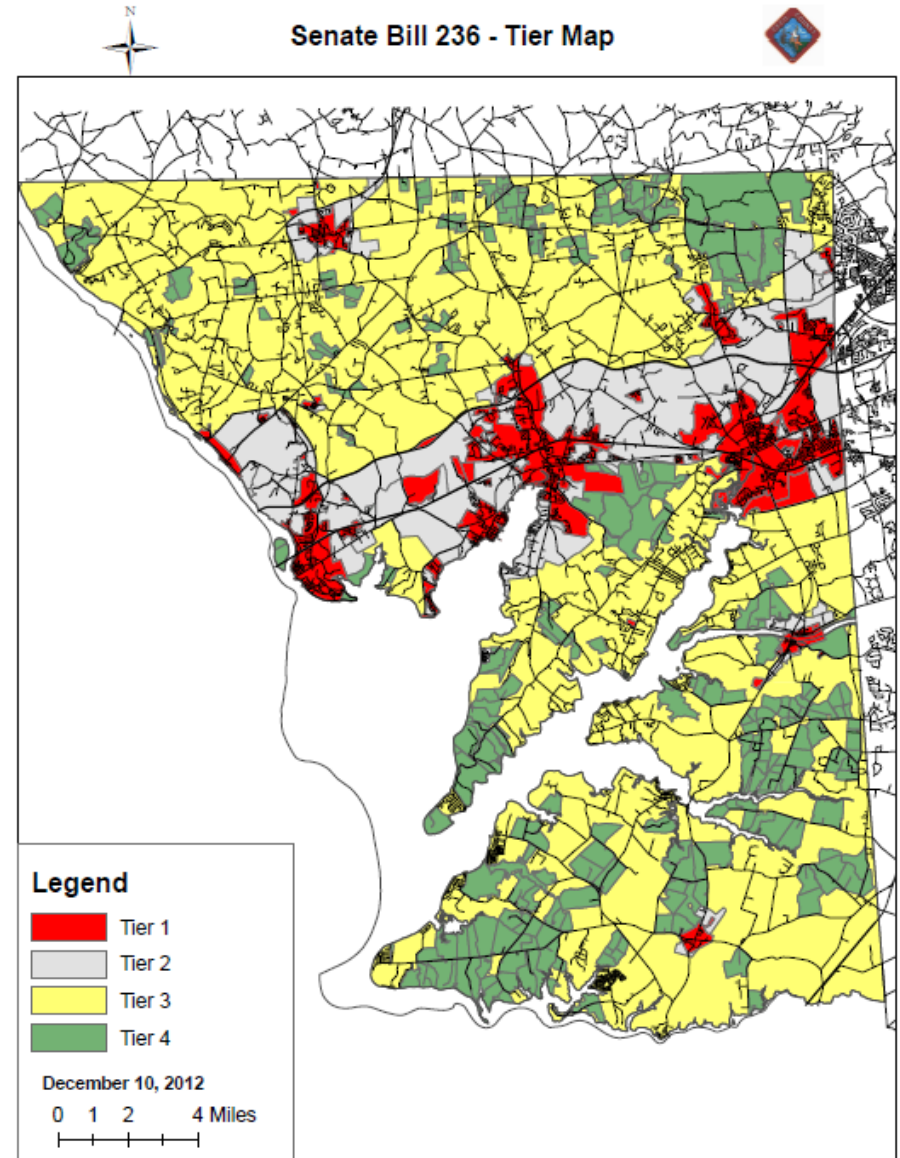 N
Senate Bill 236 - Tier Map
Legend
Tier 1
Tier 2
Tier 3
Tier 4
December 10, 2012
0 1 2 4 Miles